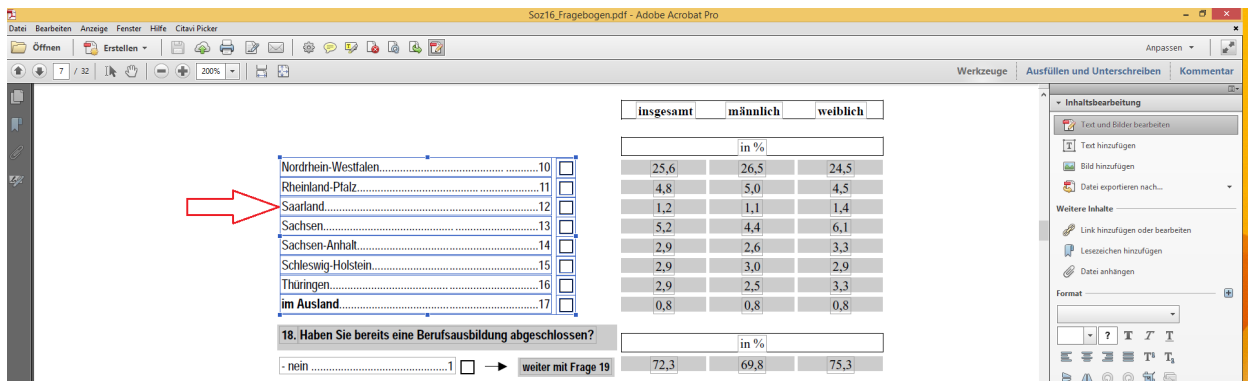 Soz16_Fragebogen.pdf - Adobe Acrobat Pro
Datei Bearbeiten Anzeige Fenster Hilfe Citavi Picker
Öffnen Erstellen Anpassen
7 / 32 200% Werkzeuge Ausfüllen und Unterschreiben Kommentar
insgesamt männlich weiblich
in %
Nordrhein-Westfalen..........10 25,6 26,5 24,5
Rheinland-Pfalz..........11 4,8 5,0 4,5
Saarland..........12 1,2 1,1 1,4
Sachsen..........13 5,2 4,4 6,1
Sachsen-Anhalt..........14 2,9 2,6 3,3
Schleswig-Holstein..........15 2,9 3,0 2,9
Thüringen..........16 2,9 2,5 3,3
im Ausland..........17 0,8 0,8 0,8
18. Haben Sie bereits eine Berufsausbildung abgeschlossen?
in %
- nein ..........1 weiter mit Frage 19 72,3 69,8 75,3
Inhaltsbearbeitung
Text und Bilder bearbeiten
Text hinzufügen
Bild hinzufügen
Datei exportieren nach...
Weitere Inhalte
Link hinzufügen oder bearbeiten
Lesezeichen hinzufügen
Datei anhängen
Format
? T T T
T T